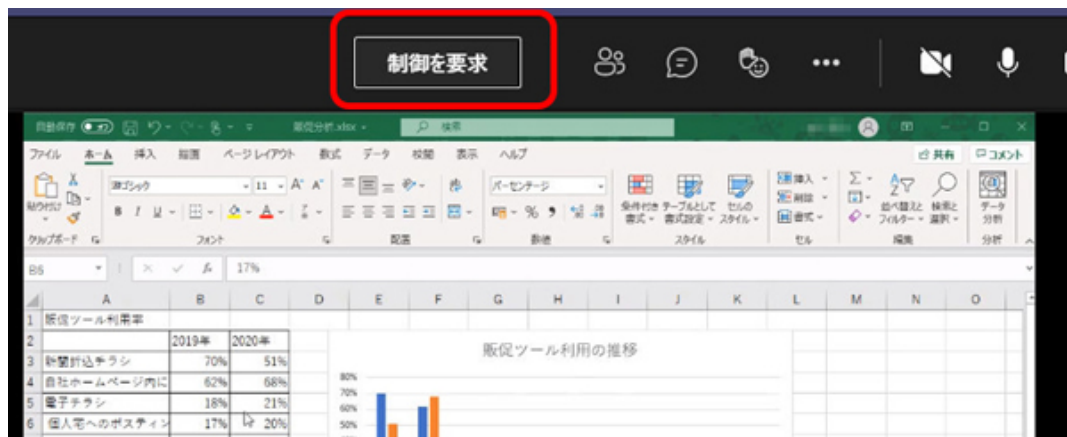 制御を要求
自動保存 オフ 販促分析.xlsx 検索
ファイル ホーム 挿入 描画 ページ レイアウト 数式 データ 校閲 表示 ヘルプ 共有 コメント
貼り付け 游ゴシック 11 A A パーセンテージ 条件付き 書式 テーブルとして 書式設定 セルの スタイル 挿入 削除 書式 並べ替えと フィルター 検索と 選択 データ 分析
B I U A % 9
クリップボード フォント 配置 数値 スタイル セル 編集 分析
B6 fx 17%
A B C D E F G H I J K L M N O
1 販促ツール利用率
2 2019年 2020年
販促ツール利用の推移
3 新聞折込チラシ 70% 51%
4 自社ホームページ内に 62% 68%
5 電子チラシ 18% 21%
6 個人宅へのポスティン 17% 20%
80%
70%
60%
50%